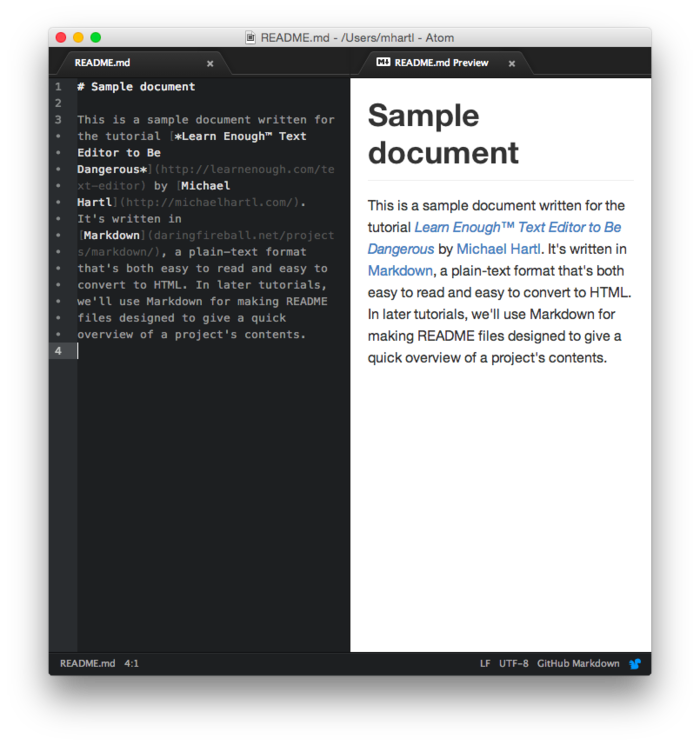 README.md - /Users/mhartl - Atom
README.md
README.md Preview
1 # Sample document
2
3 This is a sample document written for
the tutorial [*Learn Enough™ Text
Editor to Be
Dangerous*](http://learnenough.com/te
xt-editor) by [Michael
Hartl](http://michaelhartl.com/).
It's written in
[Markdown](daringfireball.net/project
s/markdown/), a plain-text format
that's both easy to read and easy to
convert to HTML. In later tutorials,
we'll use Markdown for making README
files designed to give a quick
overview of a project's contents.
4
Sample
document
This is a sample document written for the
tutorial Learn Enough™ Text Editor to Be
Dangerous by Michael Hartl. It's written in
Markdown, a plain-text format that's both
easy to read and easy to convert to HTML.
In later tutorials, we'll use Markdown for
making README files designed to give a
quick overview of a project's contents.
README.md 4:1
LF UTF-8 GitHub Markdown